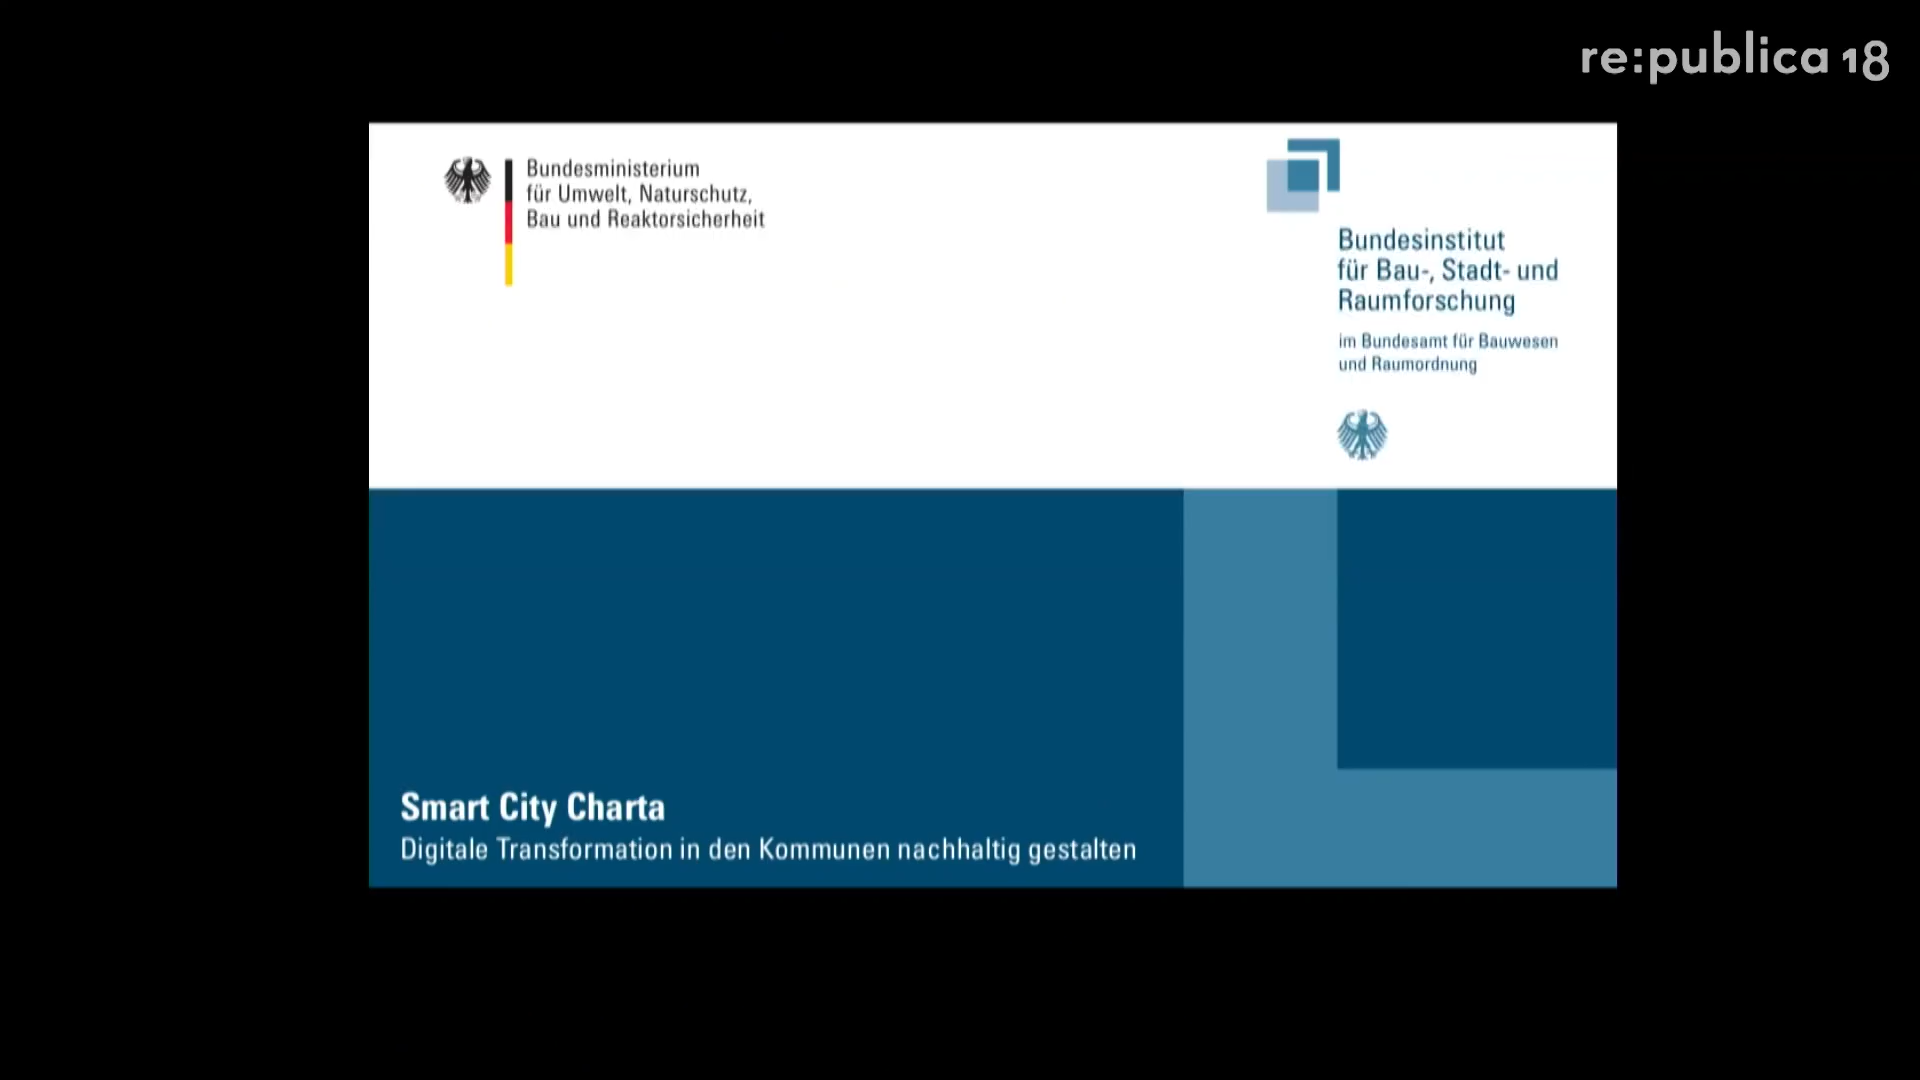 re:publica 18
Bundesministerium
für Umwelt, Naturschutz,
Bau und Reaktorsicherheit
Bundesinstitut
für Bau-, Stadt- und
Raumforschung
im Bundesamt für Bauwesen
und Raumordnung
Smart City Charta
Digitale Transformation in den Kommunen nachhaltig gestalten